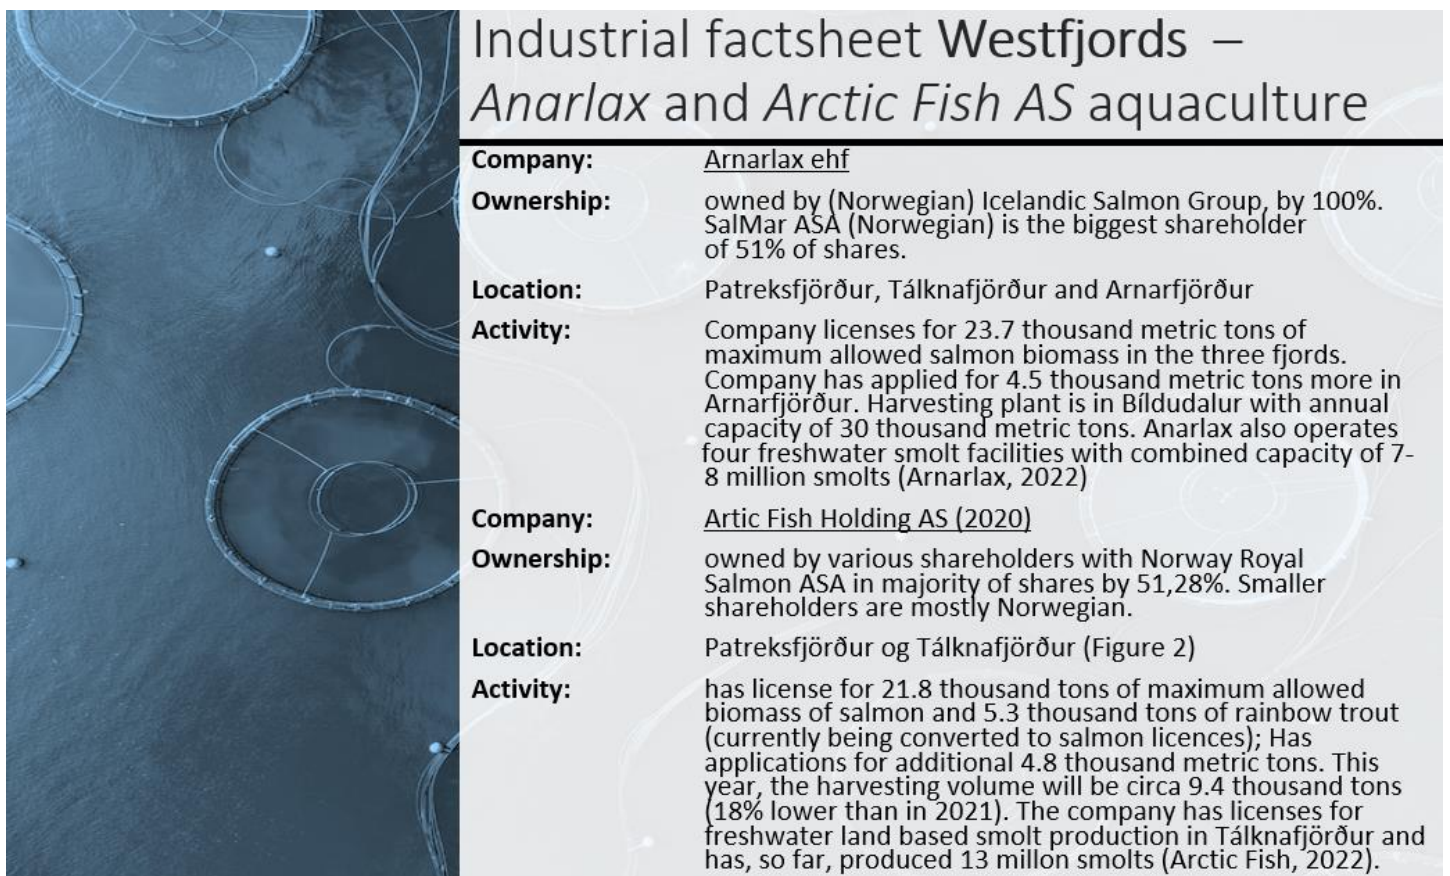 Industrial factsheet Westfjords –
Anarlax and Arctic Fish AS aquaculture
Company: Arnarlax ehf
Ownership: owned by (Norwegian) Icelandic Salmon Group, by 100%.
SalMar ASA (Norwegian) is the biggest shareholder
of 51% of shares.
Location: Patreksfjörður, Tálknafjörður and Arnarfjörður
Activity: Company licenses for 23.7 thousand metric tons of
maximum allowed salmon biomass in the three fjords.
Company has applied for 4.5 thousand metric tons more in
Arnarfjörður. Harvesting plant is in Bíldudalur with annual
capacity of 30 thousand metric tons. Anarlax also operates
four freshwater smolt facilities with combined capacity of 7-
8 million smolts (Arnarlax, 2022)
Company: Artic Fish Holding AS (2020)
Ownership: owned by various shareholders with Norway Royal
Salmon ASA in majority of shares by 51,28%. Smaller
shareholders are mostly Norwegian.
Location: Patreksfjörður og Tálknafjörður (Figure 2)
Activity: has license for 21.8 thousand tons of maximum allowed
biomass of salmon and 5.3 thousand tons of rainbow trout
(currently being converted to salmon licences); Has
applications for additional 4.8 thousand metric tons. This
year, the harvesting volume will be circa 9.4 thousand tons
(18% lower than in 2021). The company has licenses for
freshwater land based smolt production in Tálknafjörður and
has, so far, produced 13 millon smolts (Arctic Fish, 2022).